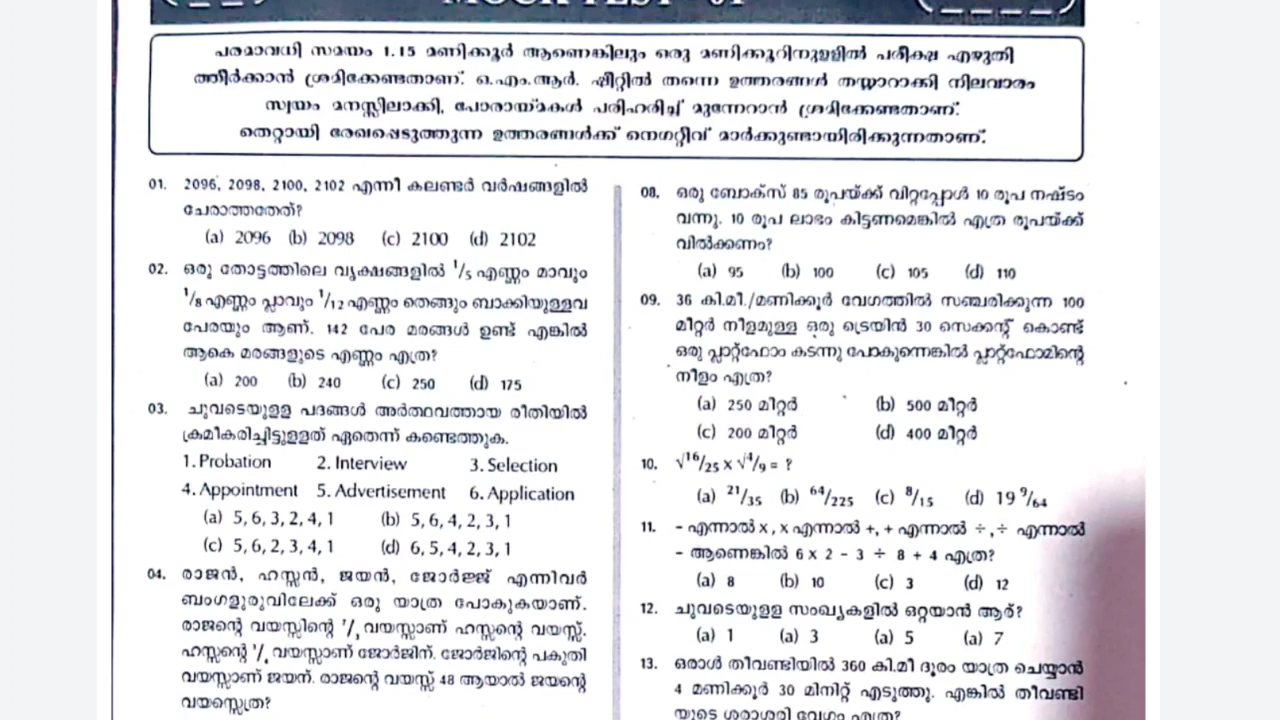 MOCK TEST - 01
പരമാവധി സമയം 1.15 മണിക്കൂർ ആണെങ്കിലും ഒരു മണിക്കൂറിനുള്ളിൽ പരീക്ഷ എഴുതി
ത്തീർക്കാൻ ശ്രമിക്കേണ്ടതാണ്. ഒ.എം.ആർ. ഷീറ്റിൽ തന്നെ ഉത്തരങ്ങൾ തയ്യാറാക്കി നിലവാരം
സ്വയം മനസ്സിലാക്കി, പോരായ്മകൾ പരിഹരിച്ച് മുന്നേറാൻ ശ്രമിക്കേണ്ടതാണ്.
തെറ്റായി രേഖപ്പെടുത്തുന്ന ഉത്തരങ്ങൾക്ക് നെഗറ്റീവ് മാർക്കുണ്ടായിരിക്കുന്നതാണ്.
01. 2096, 2098, 2100, 2102 എന്നീ കലണ്ടർ വർഷങ്ങളിൽ
ചേരാത്തതേത്?
(a) 2096 (b) 2098 (c) 2100 (d) 2102
02. ഒരു തോട്ടത്തിലെ വൃക്ഷങ്ങളിൽ 1/5 എണ്ണം മാവും
1/8 എണ്ണം പ്ലാവും 1/12 എണ്ണം തെങ്ങും ബാക്കിയുള്ളവ
പേരയും ആണ്. 142 പേര മരങ്ങൾ ഉണ്ട് എങ്കിൽ
ആകെ മരങ്ങളുടെ എണ്ണം എത്ര?
(a) 200 (b) 240 (c) 250 (d) 175
03. ചുവടെയുള്ള പദങ്ങൾ അർത്ഥവത്തായ രീതിയിൽ
ക്രമീകരിച്ചിട്ടുള്ളത് ഏതെന്ന് കണ്ടെത്തുക.
1. Probation 2. Interview 3. Selection
4. Appointment 5. Advertisement 6. Application
(a) 5, 6, 3, 2, 4, 1 (b) 5, 6, 4, 2, 3, 1
(c) 5, 6, 2, 3, 4, 1 (d) 6, 5, 4, 2, 3, 1
04. രാജൻ, ഹസ്സൻ, ജയൻ, ജോർജ്ജ് എന്നിവർ
ബംഗളൂരുവിലേക്ക് ഒരു യാത്ര പോകുകയാണ്.
രാജന്റെ വയസ്സിന്റെ വയസ്സാണ് ഹസ്സന്റെ വയസ്സ്.
ഹസ്സന്റെ വയസ്സാണ് ജോർജിന്. ജോർജിന്റെ പകുതി
വയസ്സാണ് ജയന്. രാജന്റെ വയസ്സ് 48 ആയാൽ ജയന്റെ
വയസ്സെത്ര?
08. ഒരു ബോക്സ് 85 രൂപയ്ക്ക് വിറ്റപ്പോൾ 10 രൂപ നഷ്ടം
വന്നു. 10 രൂപ ലാഭം കിട്ടണമെങ്കിൽ എത്ര രൂപയ്ക്ക്
വിൽക്കണം?
(a) 95 (b) 100 (c) 105 (d) 110
09. 36 കി.മീ./മണിക്കൂർ വേഗത്തിൽ സഞ്ചരിക്കുന്ന 100
മീറ്റർ നീളമുള്ള ഒരു ട്രെയിൻ 30 സെക്കന്റ് കൊണ്ട്
ഒരു പ്ലാറ്റ്ഫോം കടന്നു പോകുന്നെങ്കിൽ പ്ലാറ്റ്ഫോമിന്റെ
നീളം എത്ര?
(a) 250 മീറ്റർ (b) 500 മീറ്റർ
(c) 200 മീറ്റർ (d) 400 മീറ്റർ
10. √16/25 x √4/9 = ?
(a) 21/35 (b) 64/225 (c) 8/15 (d) 19 9/64
11. - എന്നാൽ x , x എന്നാൽ +, + എന്നാൽ ÷ , ÷ എന്നാൽ
- ആണെങ്കിൽ 6 x 2 - 3 ÷ 8 + 4 എത്ര?
(a) 8 (b) 10 (c) 3 (d) 12
12. ചുവടെയുള്ള സംഖ്യകളിൽ ഒറ്റയാൻ ആര്?
(a) 1 (a) 3 (a) 5 (a) 7
13. ഒരാൾ തീവണ്ടിയിൽ 360 കി.മീ ദൂരം യാത്ര ചെയ്യാൻ
4 മണിക്കൂർ 30 മിനിറ്റ് എടുത്തു. എങ്കിൽ തീവണ്ടി
യുടെ ശരാശരി വേഗം എത്ര?